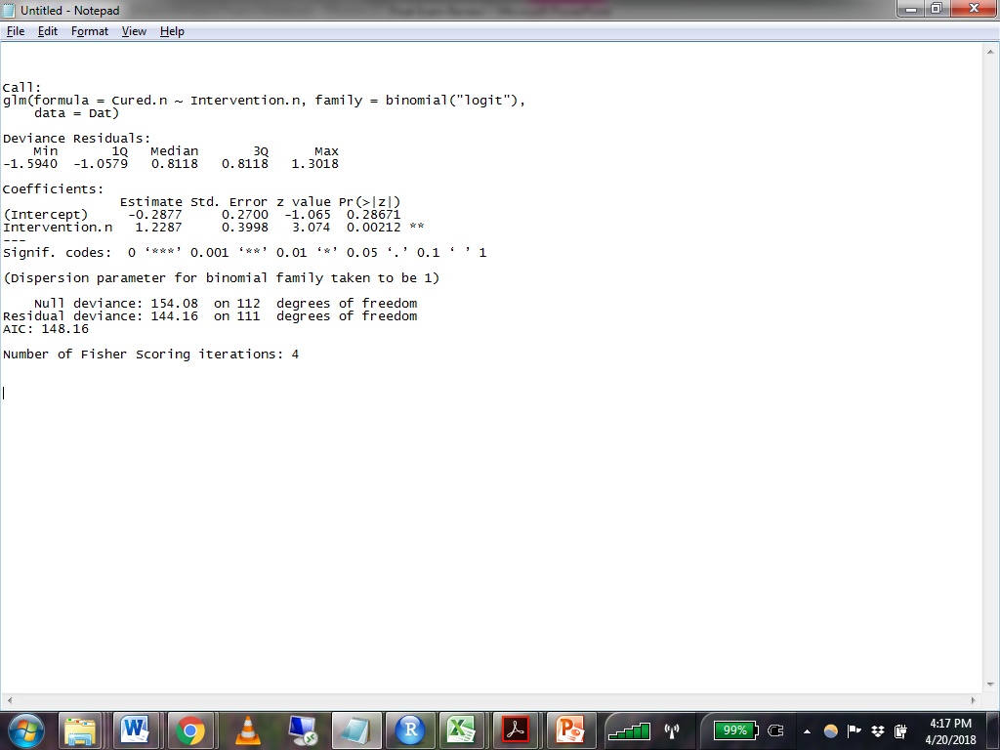 Untitled - Notepad
File Edit Format View Help
Call:
glm(formula = Cured.n ~ Intervention.n, family = binomial("logit"),
    data = Dat)
Deviance Residuals:
    Min       1Q   Median       3Q      Max
-1.5940  -1.0579   0.8118   0.8118   1.3018
Coefficients:
               Estimate Std. Error z value Pr(>|z|)
(Intercept)     -0.2877     0.2700  -1.065  0.28671
Intervention.n   1.2287     0.3998   3.074  0.00212 **
---
Signif. codes:  0 ‘***’ 0.001 ‘**’ 0.01 ‘*’ 0.05 ‘.’ 0.1 ‘ ’ 1
(Dispersion parameter for binomial family taken to be 1)
    Null deviance: 154.08  on 112  degrees of freedom
Residual deviance: 144.16  on 111  degrees of freedom
AIC: 148.16
Number of Fisher Scoring iterations: 4
99%
4:17 PM
4/20/2018